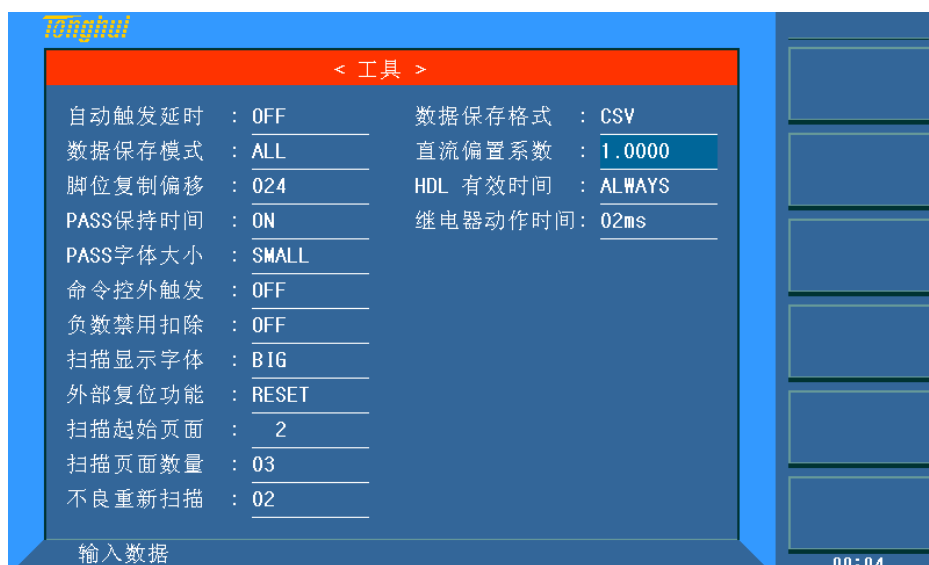 Tonghui
< 工具 >
自动触发延时 : OFF
数据保存模式 : ALL
脚位复制偏移 : 024
PASS保持时间 : ON
PASS字体大小 : SMALL
命令控外触发 : OFF
负数禁用扣除 : OFF
扫描显示字体 : BIG
外部复位功能 : RESET
扫描起始页面 : 2
扫描页面数量 : 03
不良重新扫描 : 02
数据保存格式 : CSV
直流偏置系数 : 1.0000
HDL 有效时间 : ALWAYS
继电器动作时间: 02ms
输入数据